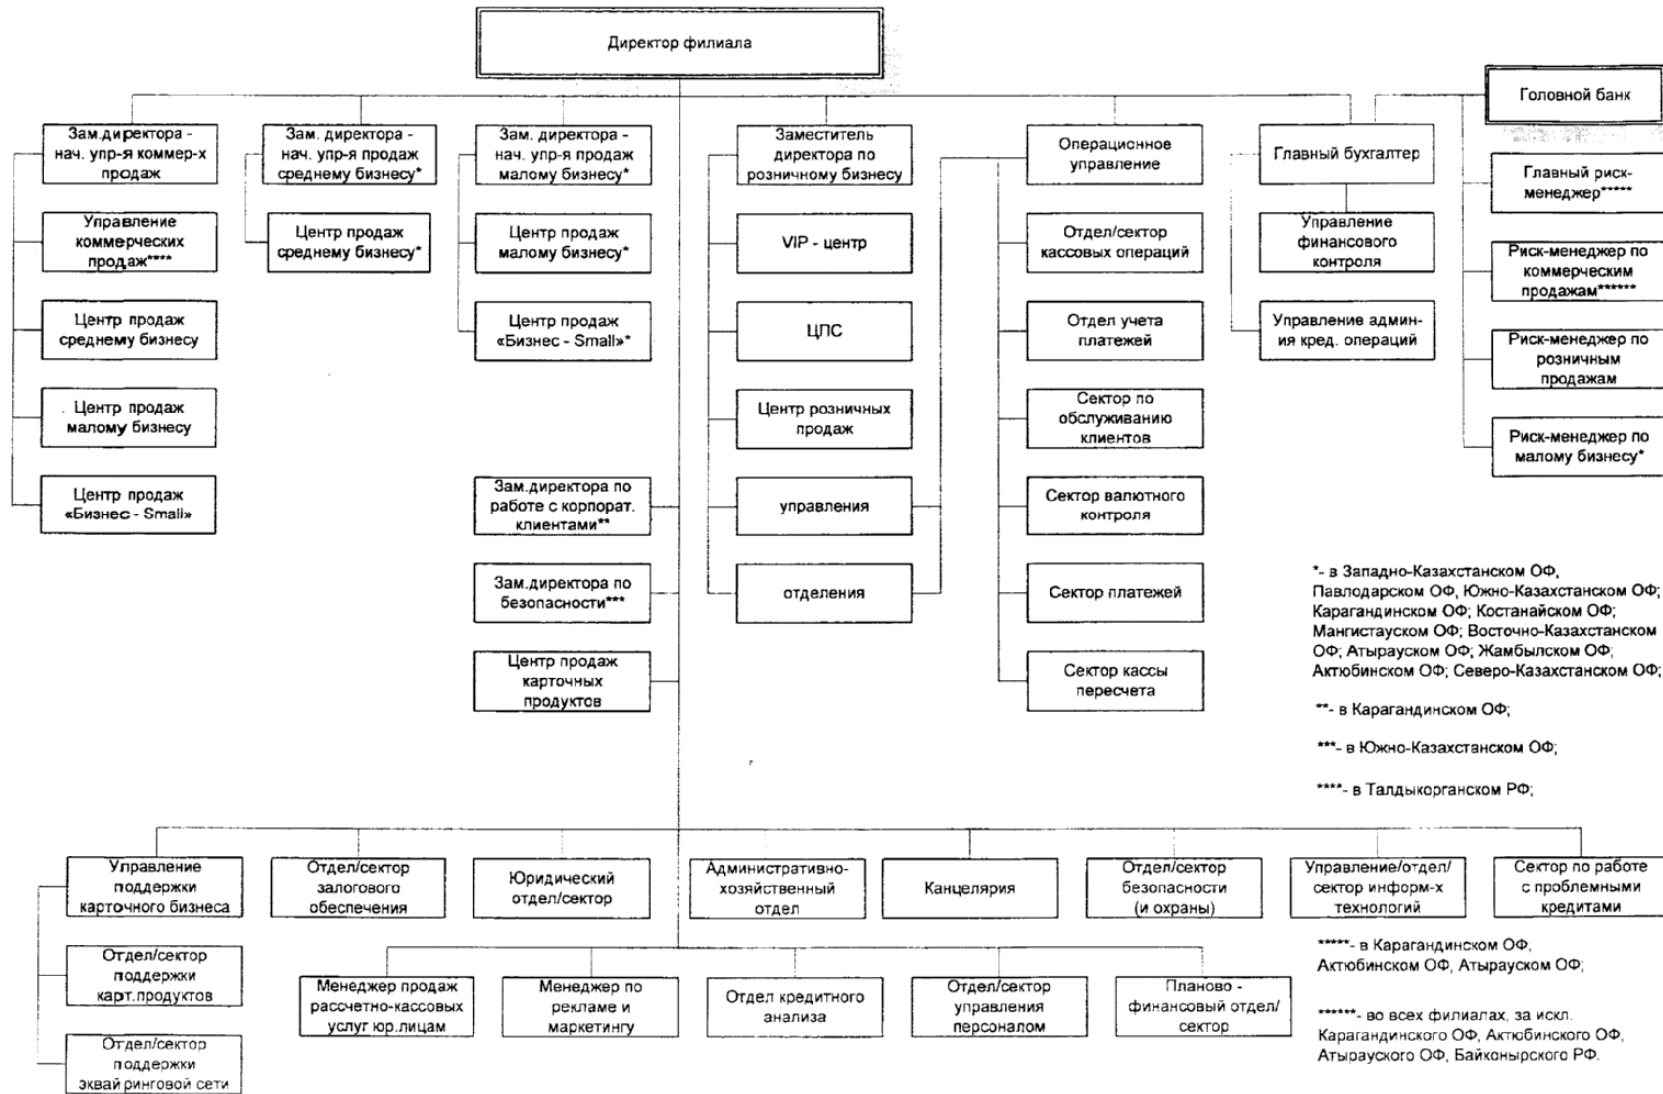 Директор филиала
Головной банк
Зам.директора -
нач. упр-я коммер-х
продаж
Зам. директора -
нач. упр-я продаж
среднему бизнесу*
Зам. директора -
нач. упр-я продаж
малому бизнесу*
Заместитель
директора по
розничному бизнесу
Операционное
управление
Главный бухгалтер
Главный риск-
менеджер*****
Управление
коммерческих
продаж****
Центр продаж
среднему бизнесу*
Центр продаж
малому бизнесу*
VIP - центр
Отдел/сектор
кассовых операций
Управление
финансового
контроля
Риск-менеджер по
коммерческим
продажам******
Центр продаж
среднему бизнесу
Центр продаж
«Бизнес - Small»*
ЦПС
Отдел учета
платежей
Управление админ-
ия кред. операций
Риск-менеджер по
розничным
продажам
Центр продаж
малому бизнесу
Центр розничных
продаж
Сектор по
обслуживанию
клиентов
Риск-менеджер по
малому бизнесу*
Центр продаж
«Бизнес - Small»
Зам.директора по
работе с корпорат.
клиентами**
управления
Сектор валютного
контроля
Зам.директора по
безопасности***
отделения
Сектор платежей
Центр продаж
карточных
продуктов
Сектор кассы
пересчета
*- в Западно-Казахстанском ОФ,
Павлодарском ОФ, Южно-Казахстанском ОФ;
Карагандинском ОФ; Костанайском ОФ;
Мангистауском ОФ; Восточно-Казахстанском
ОФ; Атырауском ОФ; Жамбылском ОФ;
Актюбинском ОФ; Северо-Казахстанском ОФ;
**- в Карагандинском ОФ;
***- в Южно-Казахстанском ОФ;
****- в Талдыкорганском РФ;
Управление
поддержки
карточного бизнеса
Отдел/сектор
залогового
обеспечения
Юридический
отдел/сектор
Административно-
хозяйственный
отдел
Канцелярия
Отдел/сектор
безопасности
(и охраны)
Управление/отдел/
сектор информ-х
технологий
Сектор по работе
с проблемными
кредитами
Отдел/сектор
поддержки
карт.продуктов
Менеджер продаж
рассчетно-кассовых
услуг юр.лицам
Менеджер по
рекламе и
маркетингу
Отдел кредитного
анализа
Отдел/сектор
управления
персоналом
Планово -
финансовый отдел/
сектор
Отдел/сектор
поддержки
эквайринговой сети
*****- в Карагандинском ОФ,
Актюбинском ОФ, Атырауском ОФ;
******- во всех филиалах, за искл.
Карагандинского ОФ, Актюбинского ОФ,
Атырауского ОФ, Байконырского РФ.